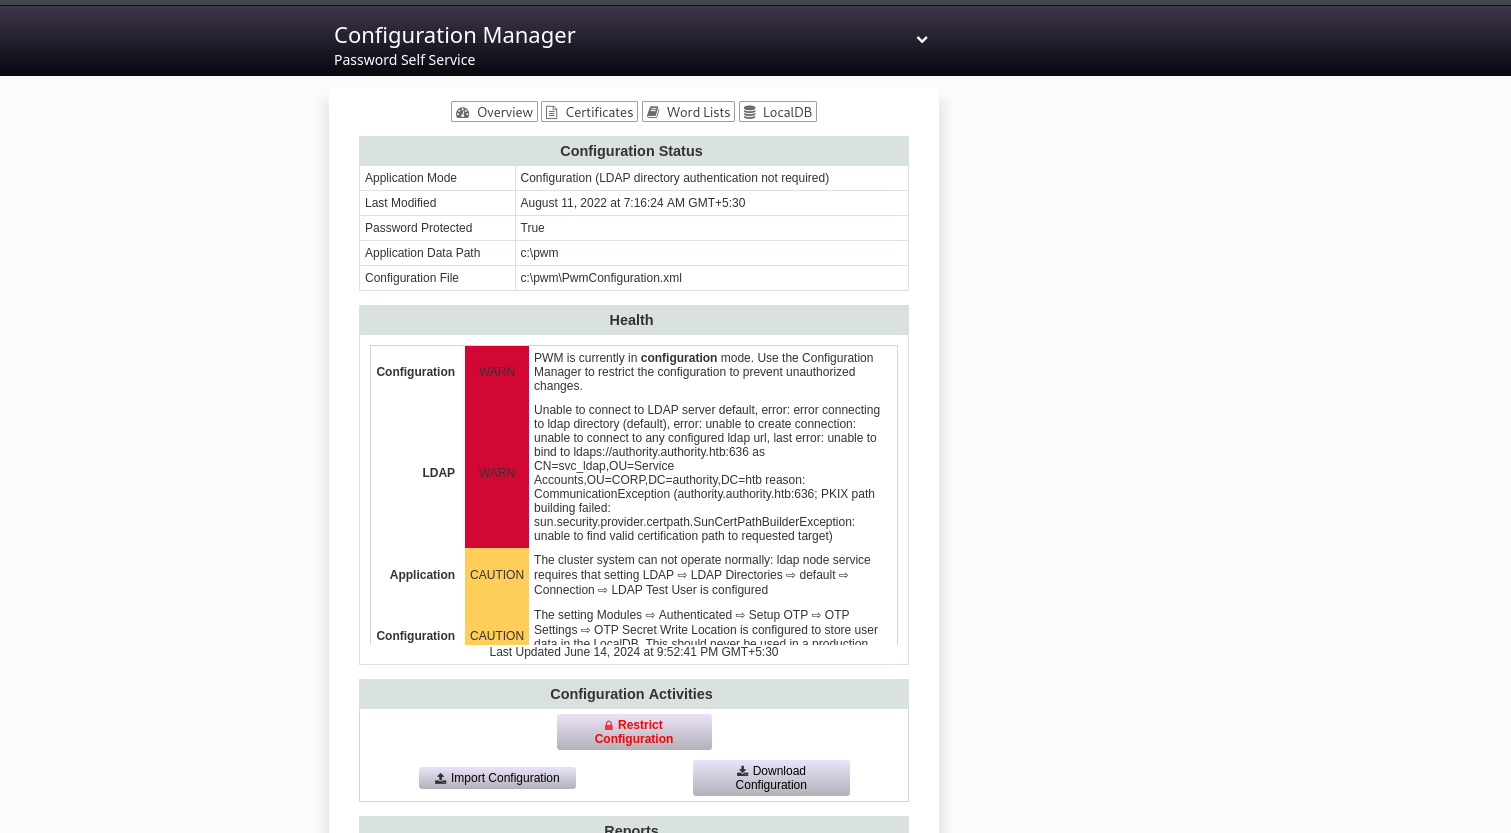 Configuration Manager
Password Self Service
Overview Certificates Word Lists LocalDB
Configuration Status
Application Mode Configuration (LDAP directory authentication not required)
Last Modified August 11, 2022 at 7:16:24 AM GMT+5:30
Password Protected True
Application Data Path c:\pwm
Configuration File c:\pwm\PwmConfiguration.xml
Health
Configuration WARN PWM is currently in configuration mode. Use the Configuration
Manager to restrict the configuration to prevent unauthorized
changes.
LDAP WARN Unable to connect to LDAP server default, error: error connecting
to ldap directory (default), error: unable to create connection:
unable to connect to any configured ldap url, last error: unable to
bind to ldaps://authority.authority.htb:636 as
CN=svc_ldap,OU=Service
Accounts,OU=CORP,DC=authority,DC=htb reason:
CommunicationException (authority.authority.htb:636; PKIX path
building failed:
sun.security.provider.certpath.SunCertPathBuilderException:
unable to find valid certification path to requested target)
Application CAUTION The cluster system can not operate normally: ldap node service
requires that setting LDAP ⇨ LDAP Directories ⇨ default ⇨
Connection ⇨ LDAP Test User is configured
Configuration CAUTION The setting Modules ⇨ Authenticated ⇨ Setup OTP ⇨ OTP
Settings ⇨ OTP Secret Write Location is configured to store user
data in the LocalDB. This should never be used in a production
Last Updated June 14, 2024 at 9:52:41 PM GMT+5:30
Configuration Activities
Restrict
Configuration
Import Configuration
Download
Configuration
Reports